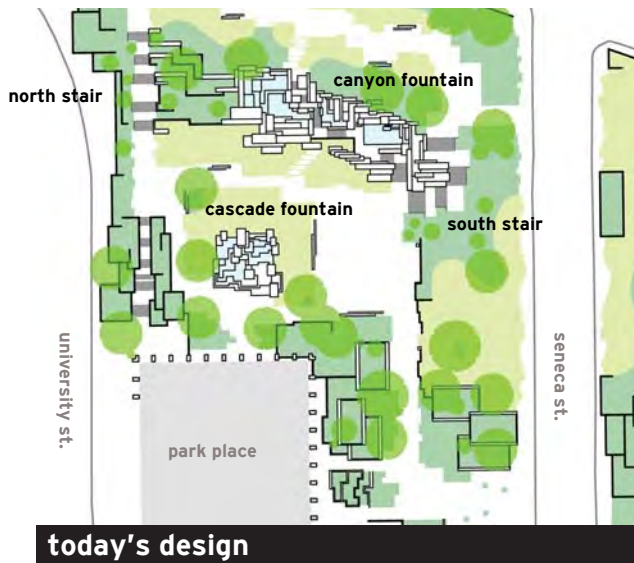 canyon fountain
north stair
cascade fountain
south stair
university st.
seneca st.
park place
today's design